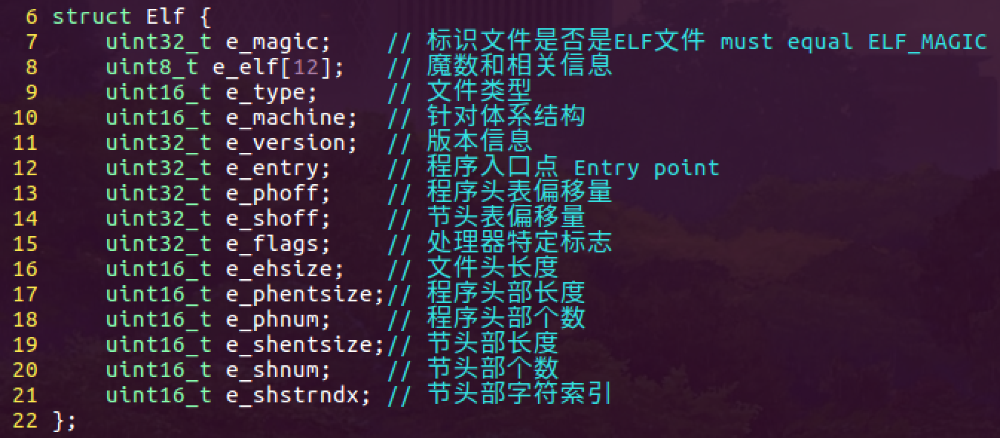 6 struct Elf {
7     uint32_t e_magic;    // 标识文件是否是ELF文件 must equal ELF_MAGIC
8     uint8_t e_elf[12];   // 魔数和相关信息
9     uint16_t e_type;     // 文件类型
10     uint16_t e_machine;  // 针对体系结构
11     uint32_t e_version;  // 版本信息
12     uint32_t e_entry;    // 程序入口点 Entry point
13     uint32_t e_phoff;    // 程序头表偏移量
14     uint32_t e_shoff;    // 节头表偏移量
15     uint32_t e_flags;    // 处理器特定标志
16     uint16_t e_ehsize;   // 文件头长度
17     uint16_t e_phentsize;// 程序头部长度
18     uint16_t e_phnum;    // 程序头部个数
19     uint16_t e_shentsize;// 节头部长度
20     uint16_t e_shnum;    // 节头部个数
21     uint16_t e_shstrndx; // 节头部字符索引
22 };